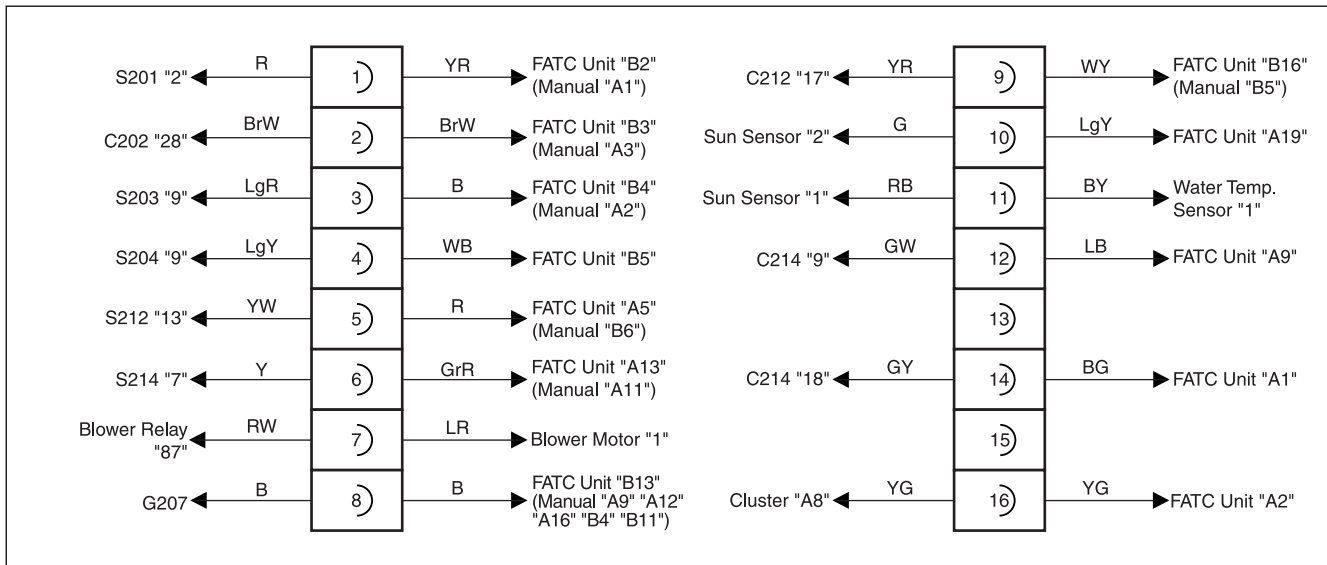 S201 "2" R 1 YR FATC Unit "B2"
(Manual "A1")
C202 "28" BrW 2 BrW FATC Unit "B3"
(Manual "A3")
S203 "9" LgR 3 B FATC Unit "B4"
(Manual "A2")
S204 "9" LgY 4 WB FATC Unit "B5"
S212 "13" YW 5 R FATC Unit "A5"
(Manual "B6")
S214 "7" Y 6 GrR FATC Unit "A13"
(Manual "A11")
Blower Relay
"87" RW 7 LR Blower Motor "1"
G207 B 8 B FATC Unit "B13"
(Manual "A9" "A12"
"A16" "B4" "B11")
C212 "17" YR 9 WY FATC Unit "B16"
(Manual "B5")
Sun Sensor "2" G 10 LgY FATC Unit "A19"
Sun Sensor "1" RB 11 BY Water Temp.
Sensor "1"
C214 "9" GW 12 LB FATC Unit "A9"
13
C214 "18" GY 14 BG FATC Unit "A1"
15
Cluster "A8" YG 16 YG FATC Unit "A2"